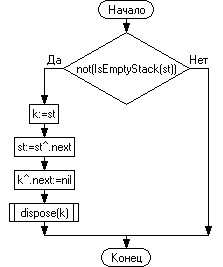 Начало
Да
Нет
not(IsEmptyStack(st))
k:=st
st:=st^.next
k^.next:=nil
dispose(k)
Конец